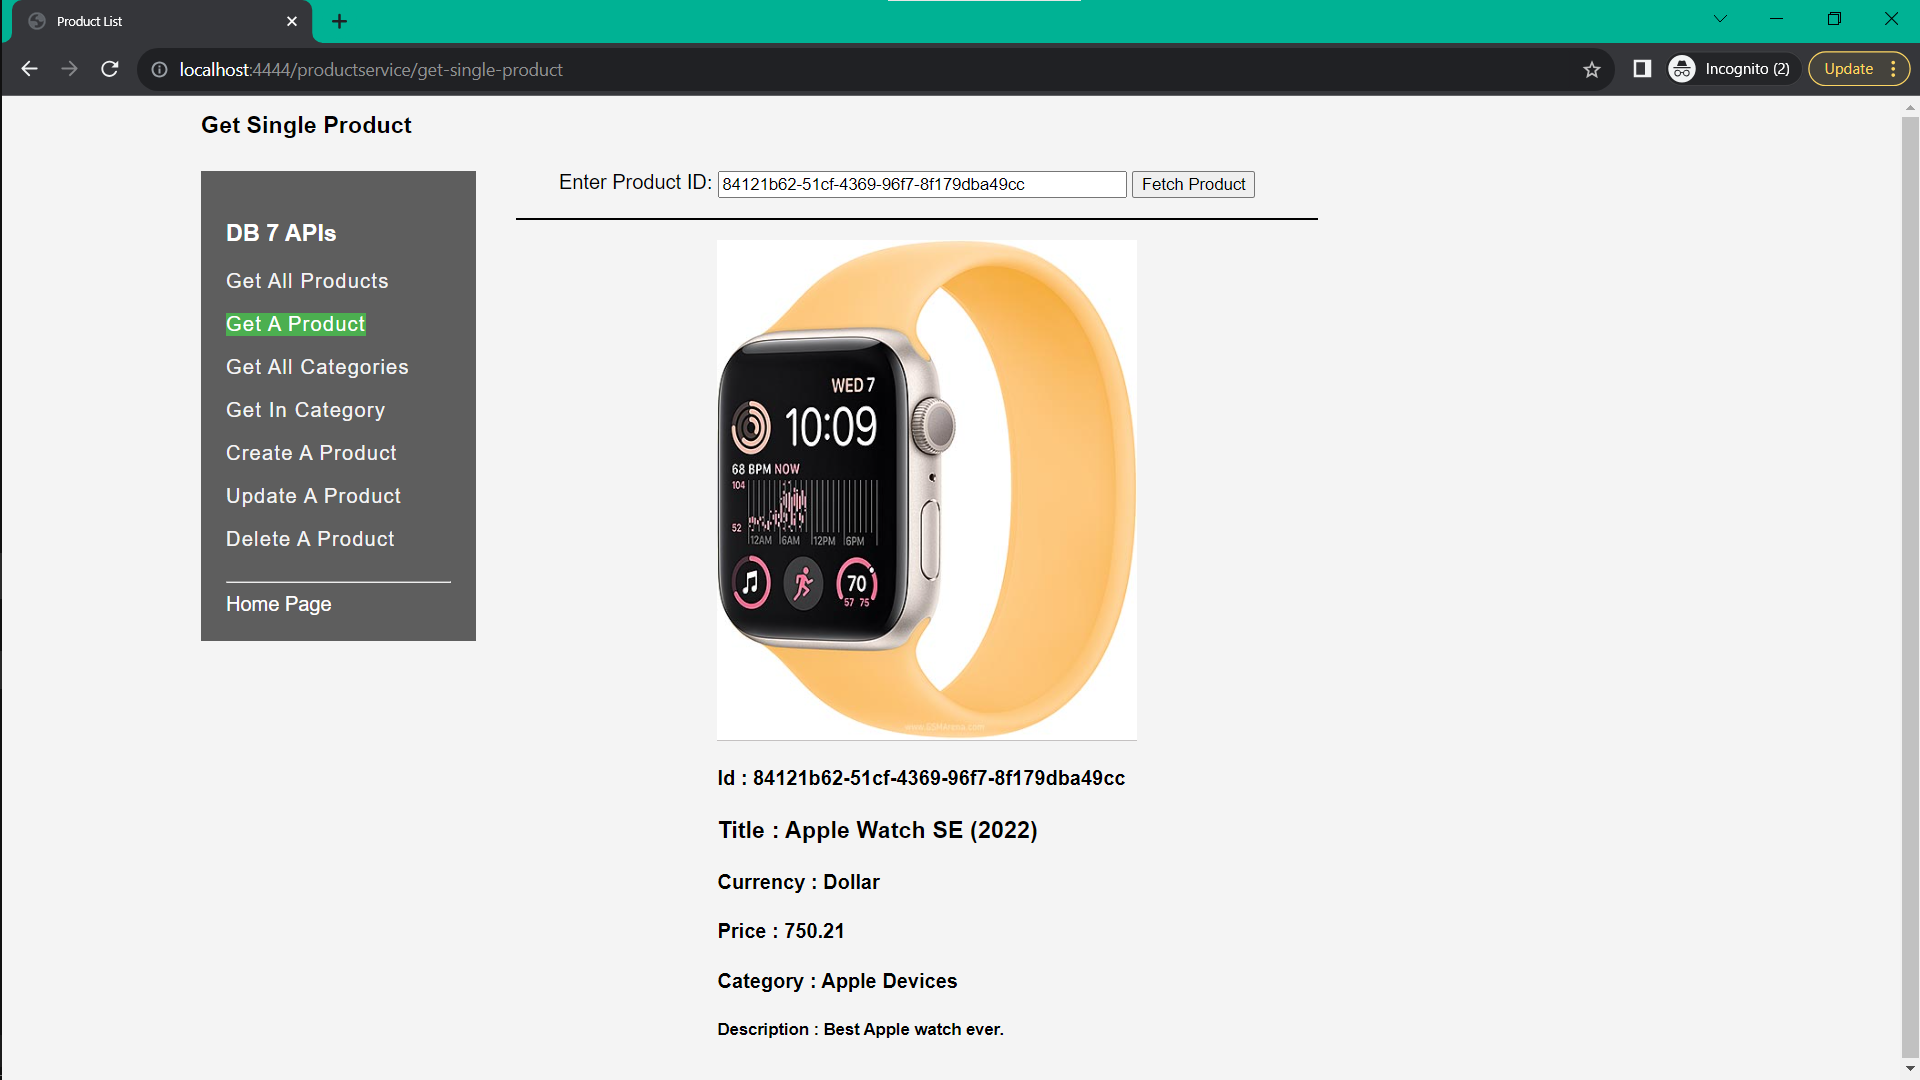 Product List
localhost:4444/productservice/get-single-product
Incognito (2)
Update
Get Single Product
DB 7 APIs
Get All Products
Get A Product
Get All Categories
Get In Category
Create A Product
Update A Product
Delete A Product
Home Page
Enter Product ID: 84121b62-51cf-4369-96f7-8f179dba49cc Fetch Product
WED 7
10:09
68 BPM NOW
104
52
12AM 6AM 12PM 6PM
70
57 75
www.GSMArena.com
Id : 84121b62-51cf-4369-96f7-8f179dba49cc
Title : Apple Watch SE (2022)
Currency : Dollar
Price : 750.21
Category : Apple Devices
Description : Best Apple watch ever.